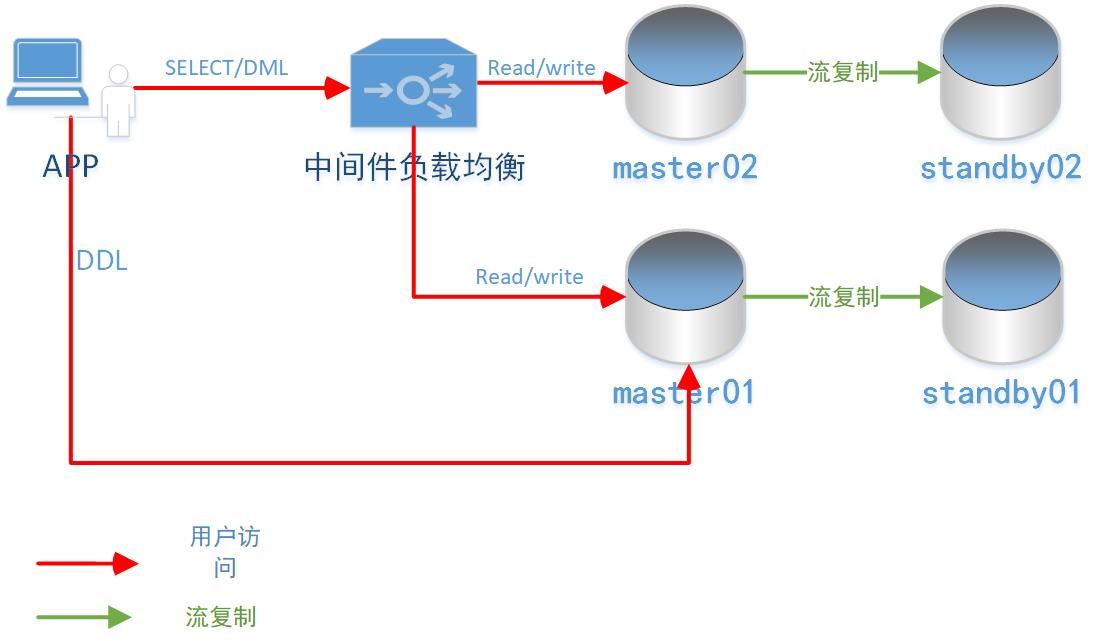 SELECT/DML
Read/write
流复制
APP
中间件负载均衡
master02
standby02
DDL
Read/write
流复制
master01
standby01
用户访
问
流复制